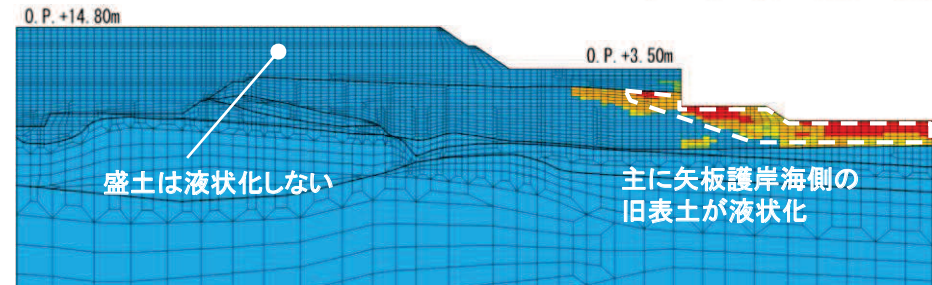 O.P.+14.80m
O.P.+3.50m
盛土は液状化しない
主に矢板護岸海側の
旧表土が液状化